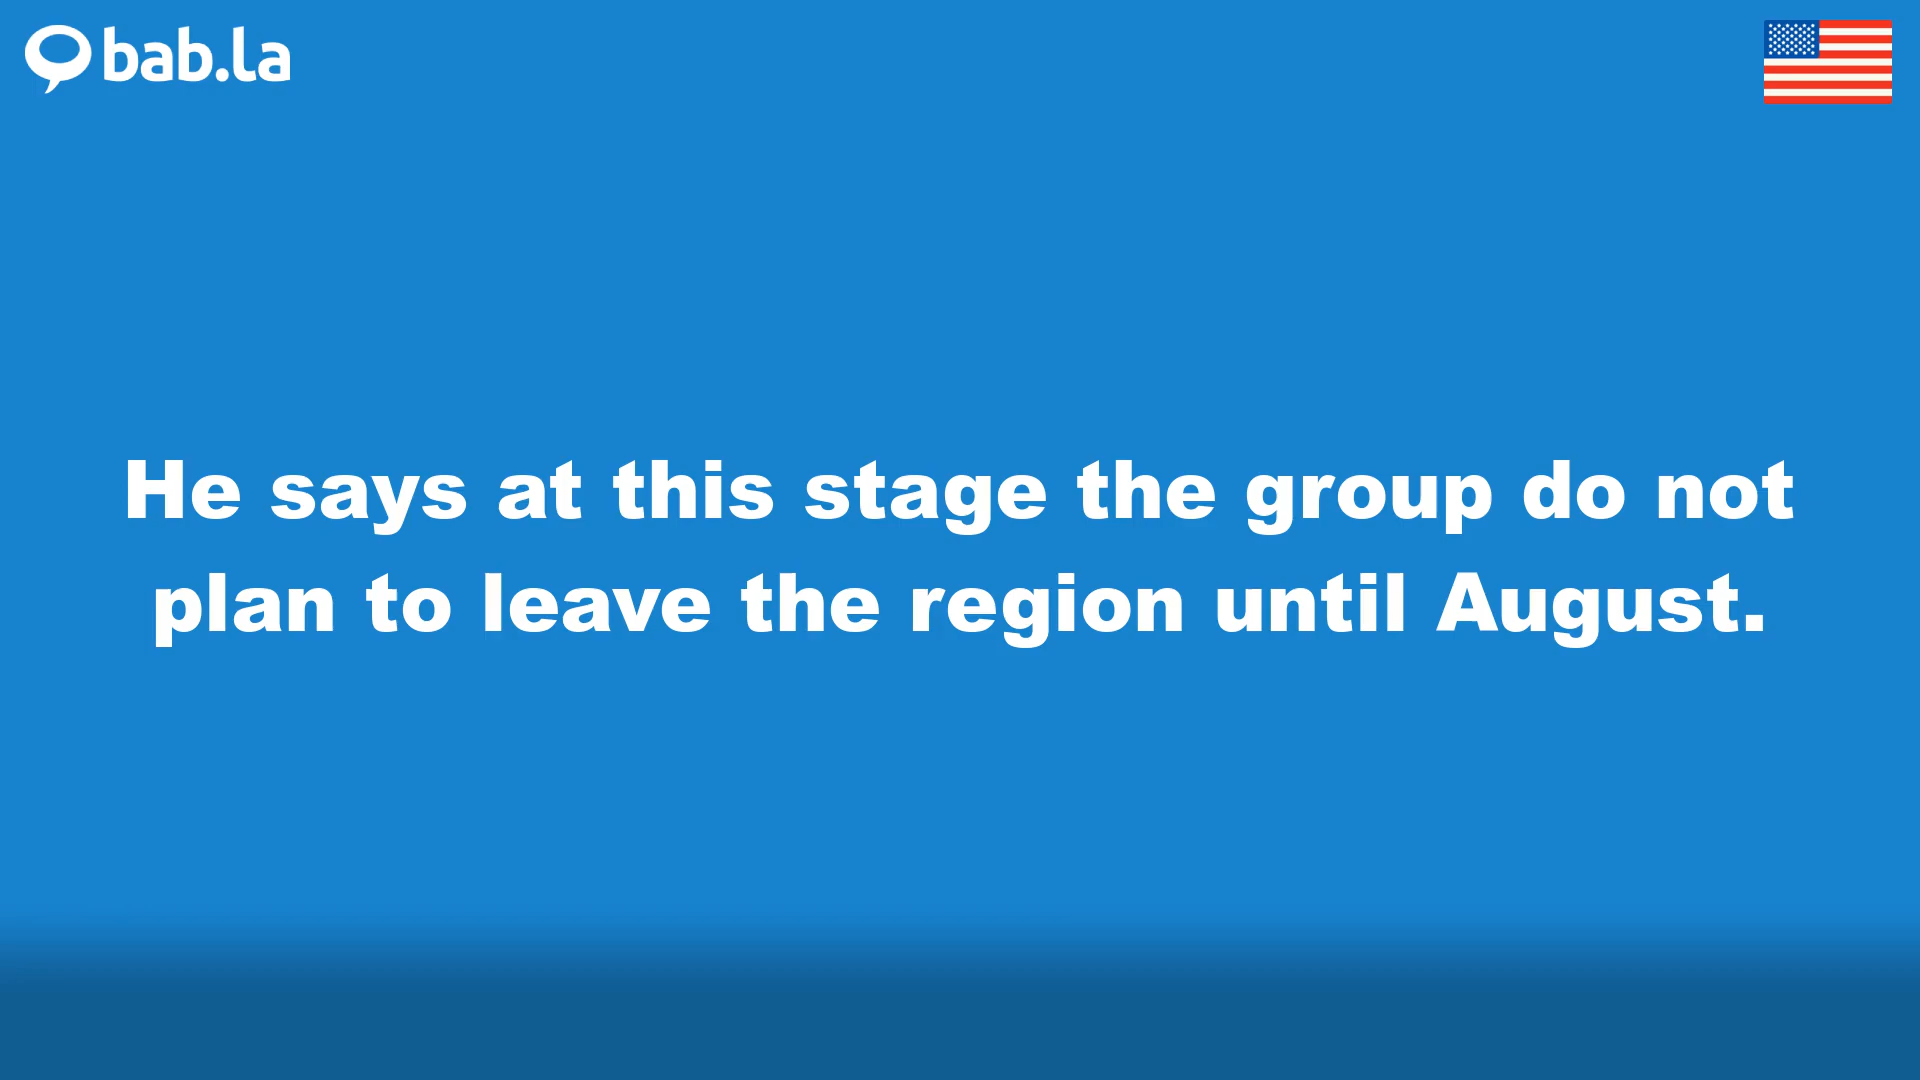 bab.la
He says at this stage the group do not
plan to leave the region until August.